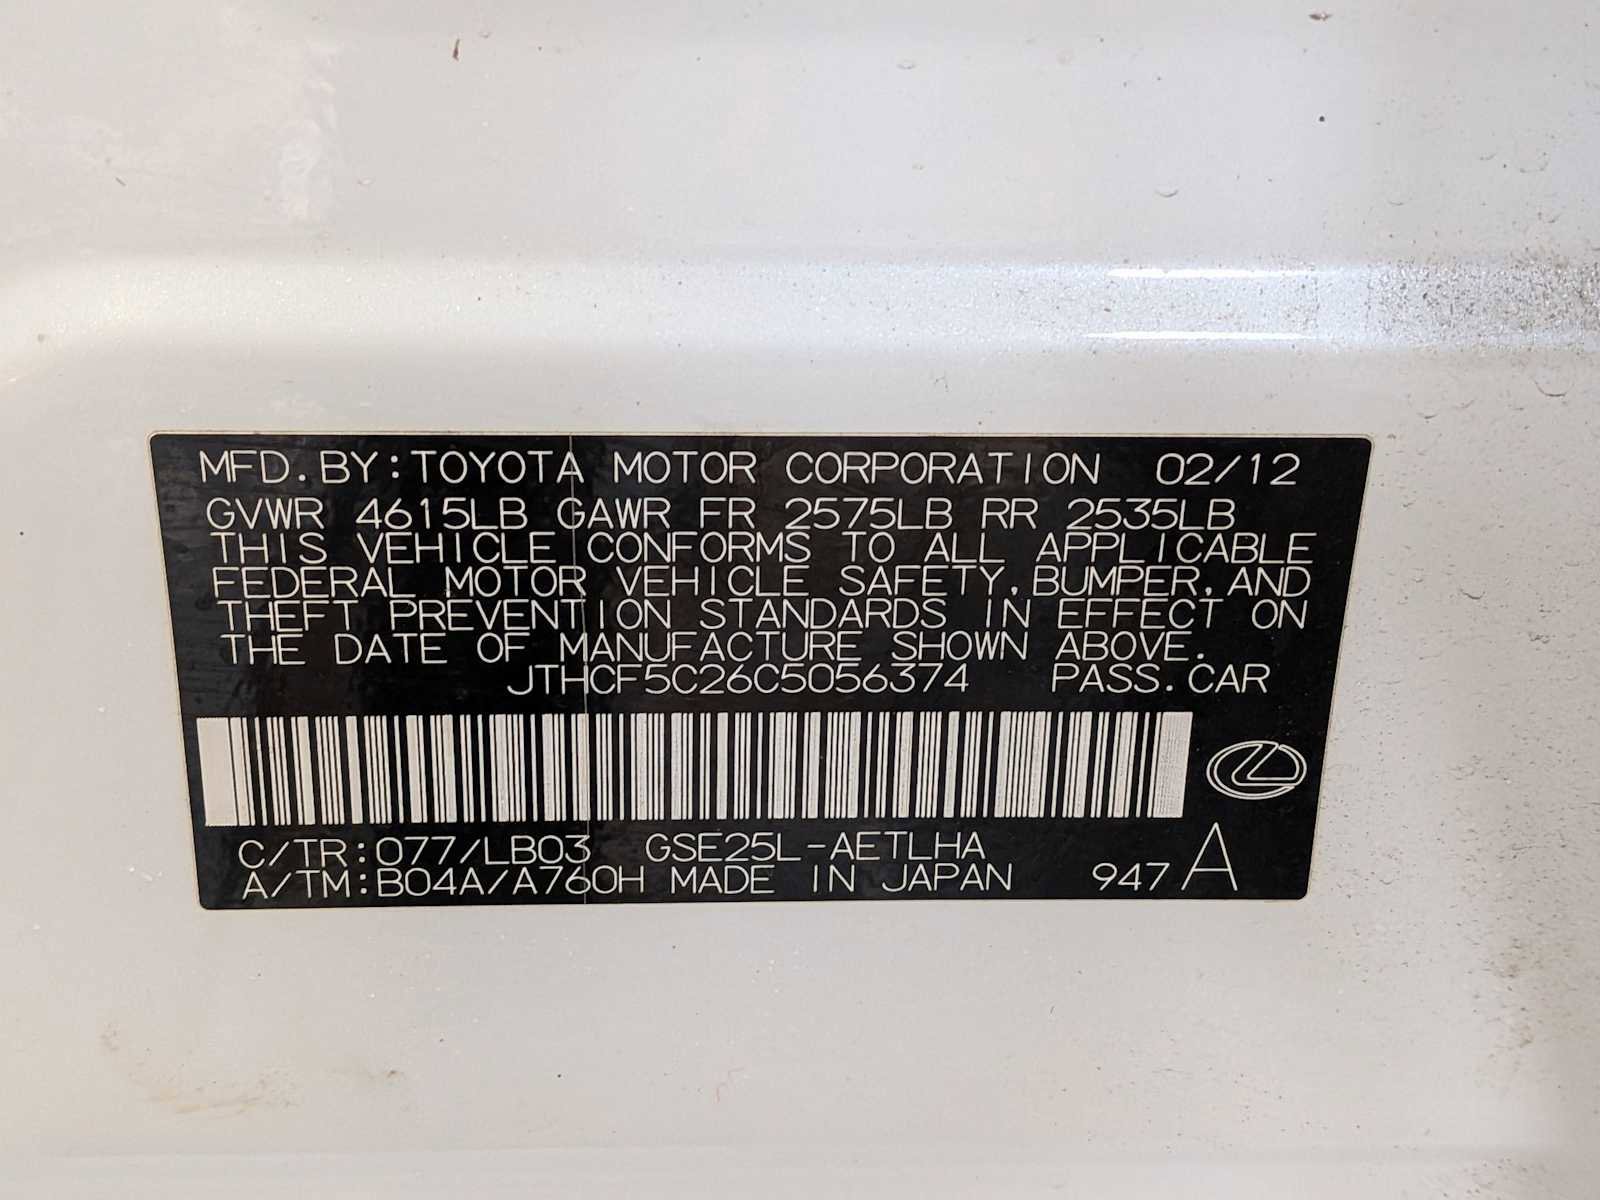 MFD.BY:TOYOTA MOTOR CORPORATION 02/12
GVWR 4615LB GAWR FR 2575LB RR 2535LB
THIS VEHICLE CONFORMS TO ALL APPLICABLE
FEDERAL MOTOR VEHICLE SAFETY,BUMPER,AND
THEFT PREVENTION STANDARDS IN EFFECT ON
THE DATE OF MANUFACTURE SHOWN ABOVE.
JTHCF5C26C5056374 PASS.CAR
C/TR:077/LB03 GSE25L-AETLHA
A/TM:B04A/A760H MADE IN JAPAN 947 A